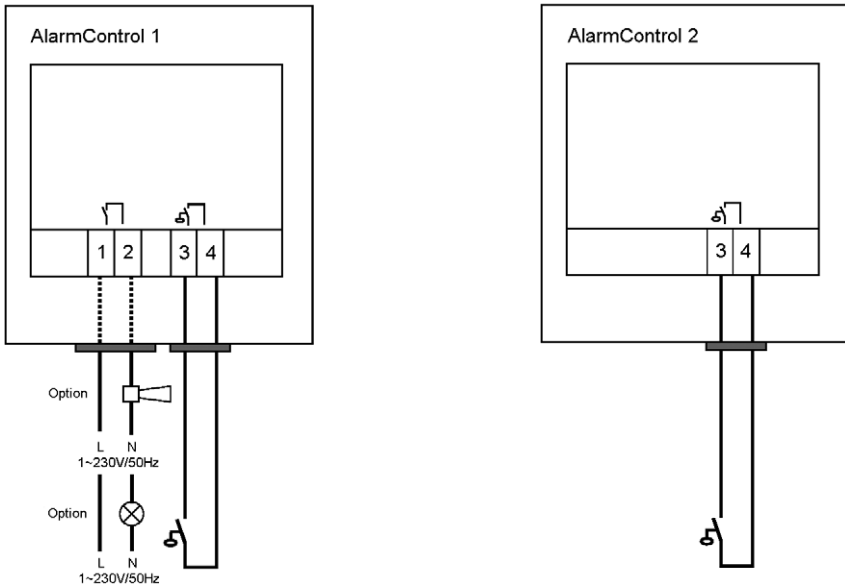 AlarmControl 1
1 2 3 4
Option
L N
1~230V/50Hz
Option
L N
1~230V/50Hz
AlarmControl 2
3 4